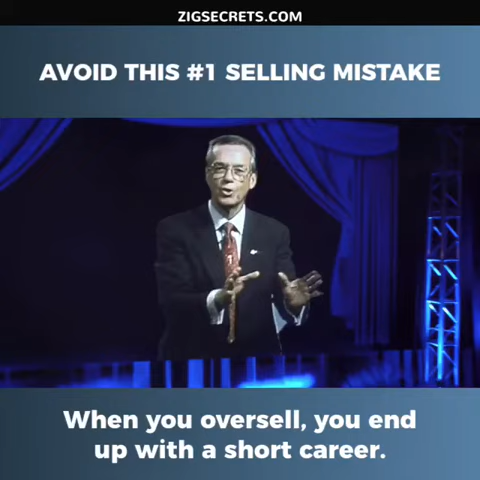 ZIGSECRETS.COM
AVOID THIS #1 SELLING MISTAKE
When you oversell, you end
up with a short career.